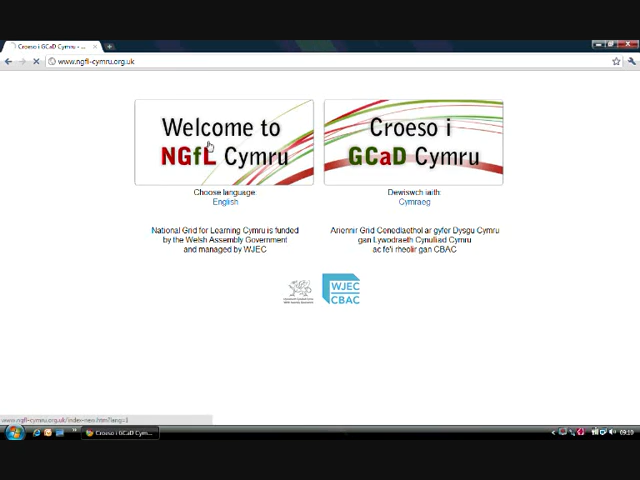 Croeso i GCaD Cymru - ...
www.ngfl-cymru.org.uk
Welcome to
NGfL Cymru
Croeso i
GCaD Cymru
Choose language:
English
Dewiswch iaith:
Cymraeg
National Grid for Learning Cymru is funded
by the Welsh Assembly Government
and managed by WJEC
Ariennir Grid Cenedlaethol ar gyfer Dysgu Cymru
gan Lywodraeth Cynulliad Cymru
ac fe'i rheolir gan CBAC
WJEC
CBAC
www.ngfl-cymru.org.uk/index-new.htm?lang=1
Croeso i GCaD Cym...
09:10